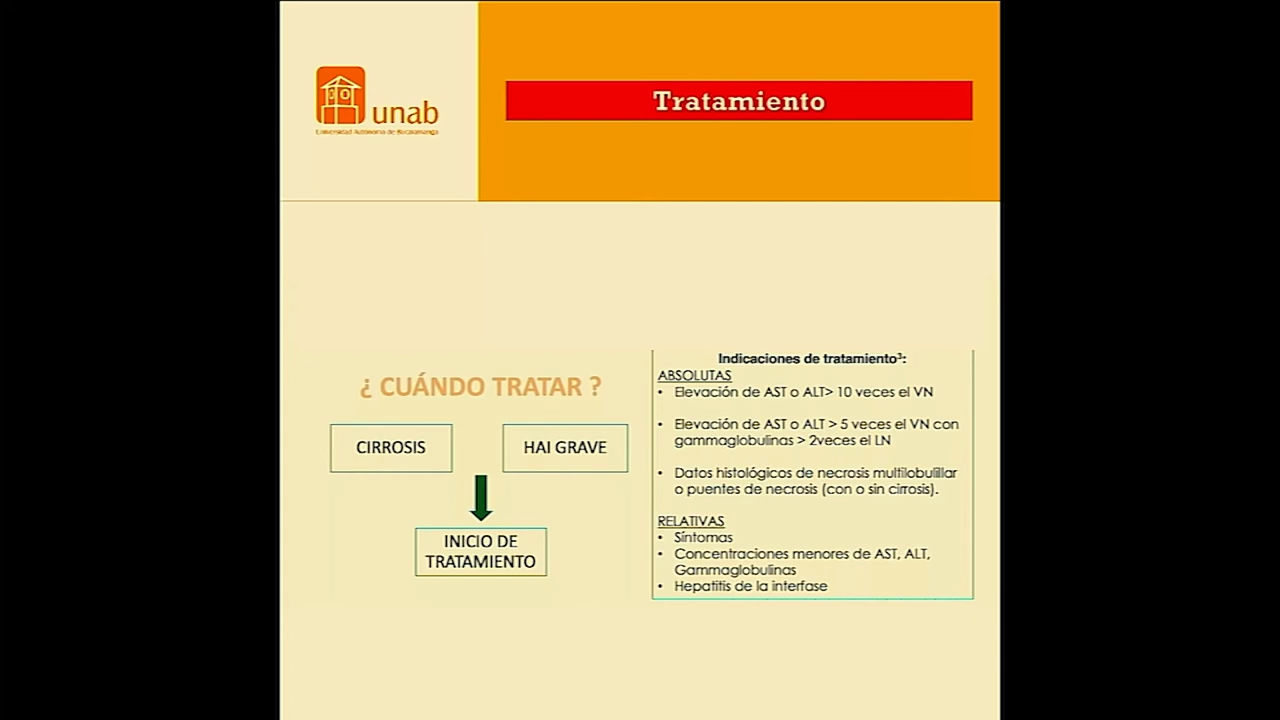 unab
Universidad Autónoma de Bucaramanga
Tratamiento
¿ CUÁNDO TRATAR ?
CIRROSIS
HAI GRAVE
INICIO DE
TRATAMIENTO
Indicaciones de tratamiento³:
ABSOLUTAS
• Elevación de AST o ALT> 10 veces el VN
• Elevación de AST o ALT > 5 veces el VN con
gammaglobulinas > 2veces el LN
• Datos histológicos de necrosis multilobulillar
o puentes de necrosis (con o sin cirrosis).
RELATIVAS
• Síntomas
• Concentraciones menores de AST, ALT,
Gammaglobulinas
• Hepatitis de la interfase